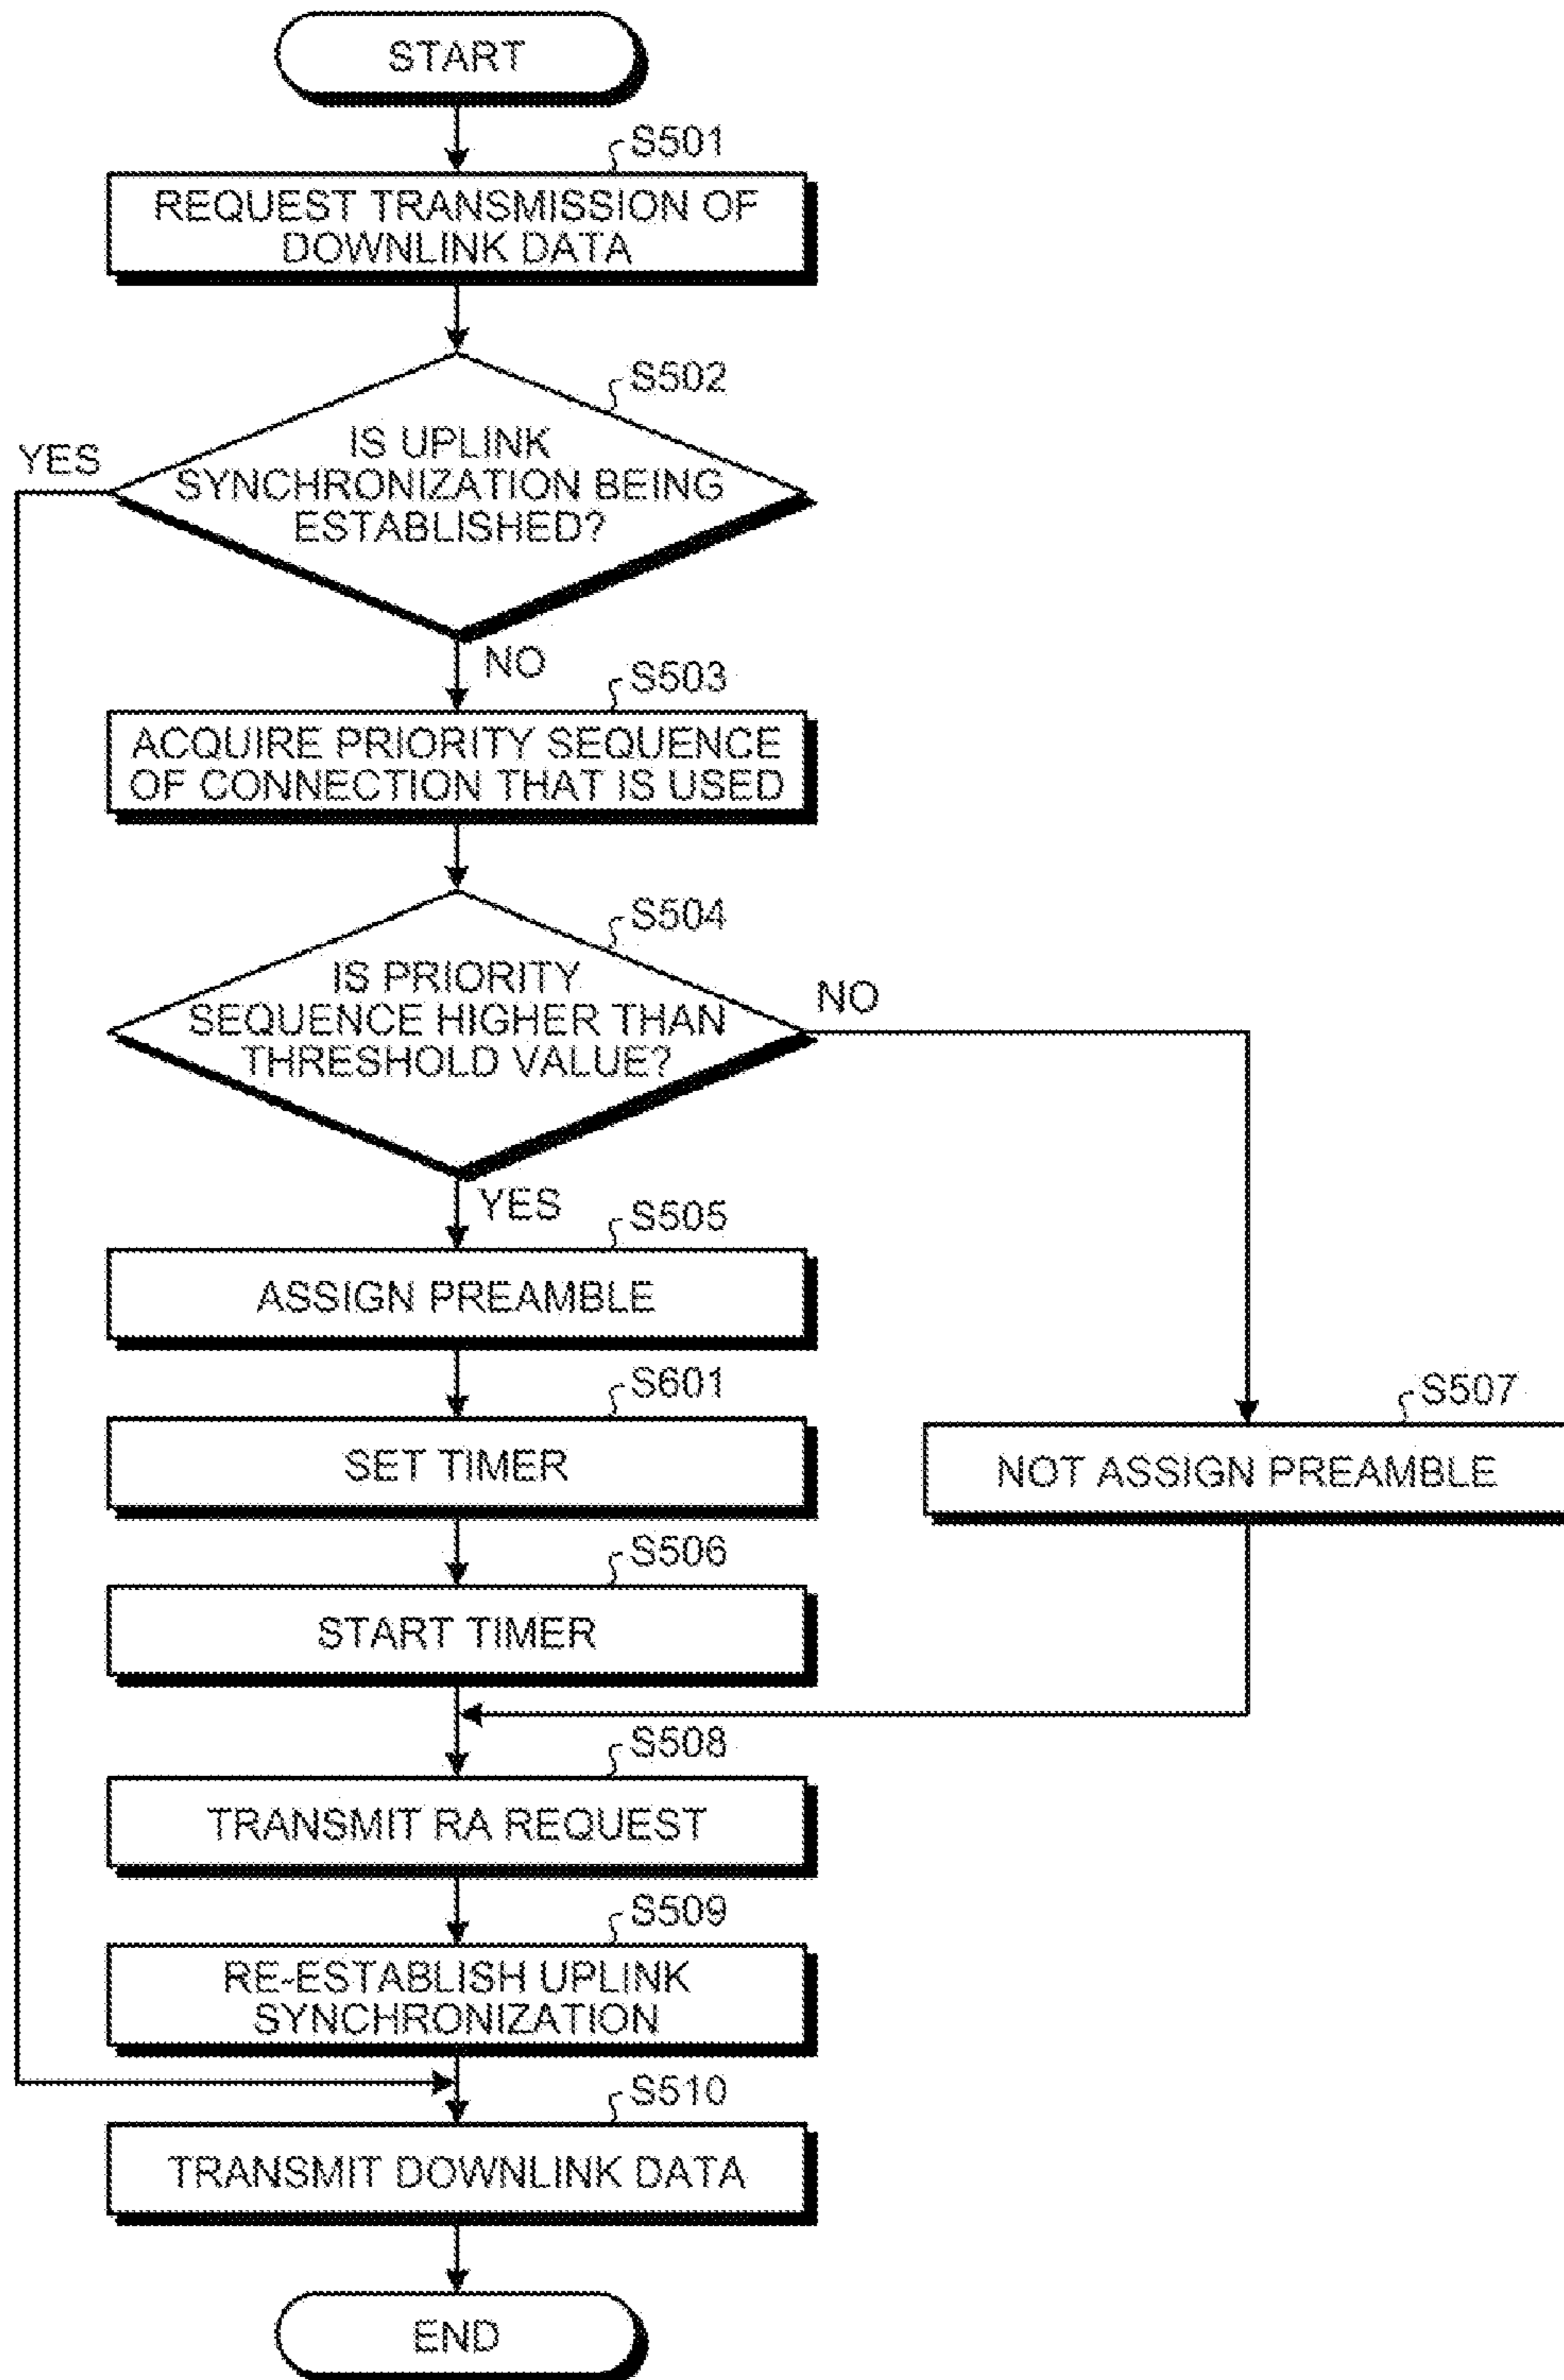 START
S501
REQUEST TRANSMISSION OF
DOWNLINK DATA
S502
IS UPLINK
SYNCHRONIZATION BEING
ESTABLISHED?
YES
NO
S503
ACQUIRE PRIORITY SEQUENCE
OF CONNECTION THAT IS USED
S504
IS PRIORITY
SEQUENCE HIGHER THAN
THRESHOLD VALUE?
NO
YES
S505
ASSIGN PREAMBLE
S601
SET TIMER
S507
NOT ASSIGN PREAMBLE
S506
START TIMER
S508
TRANSMIT RA REQUEST
S509
RE-ESTABLISH UPLINK
SYNCHRONIZATION
S510
TRANSMIT DOWNLINK DATA
END